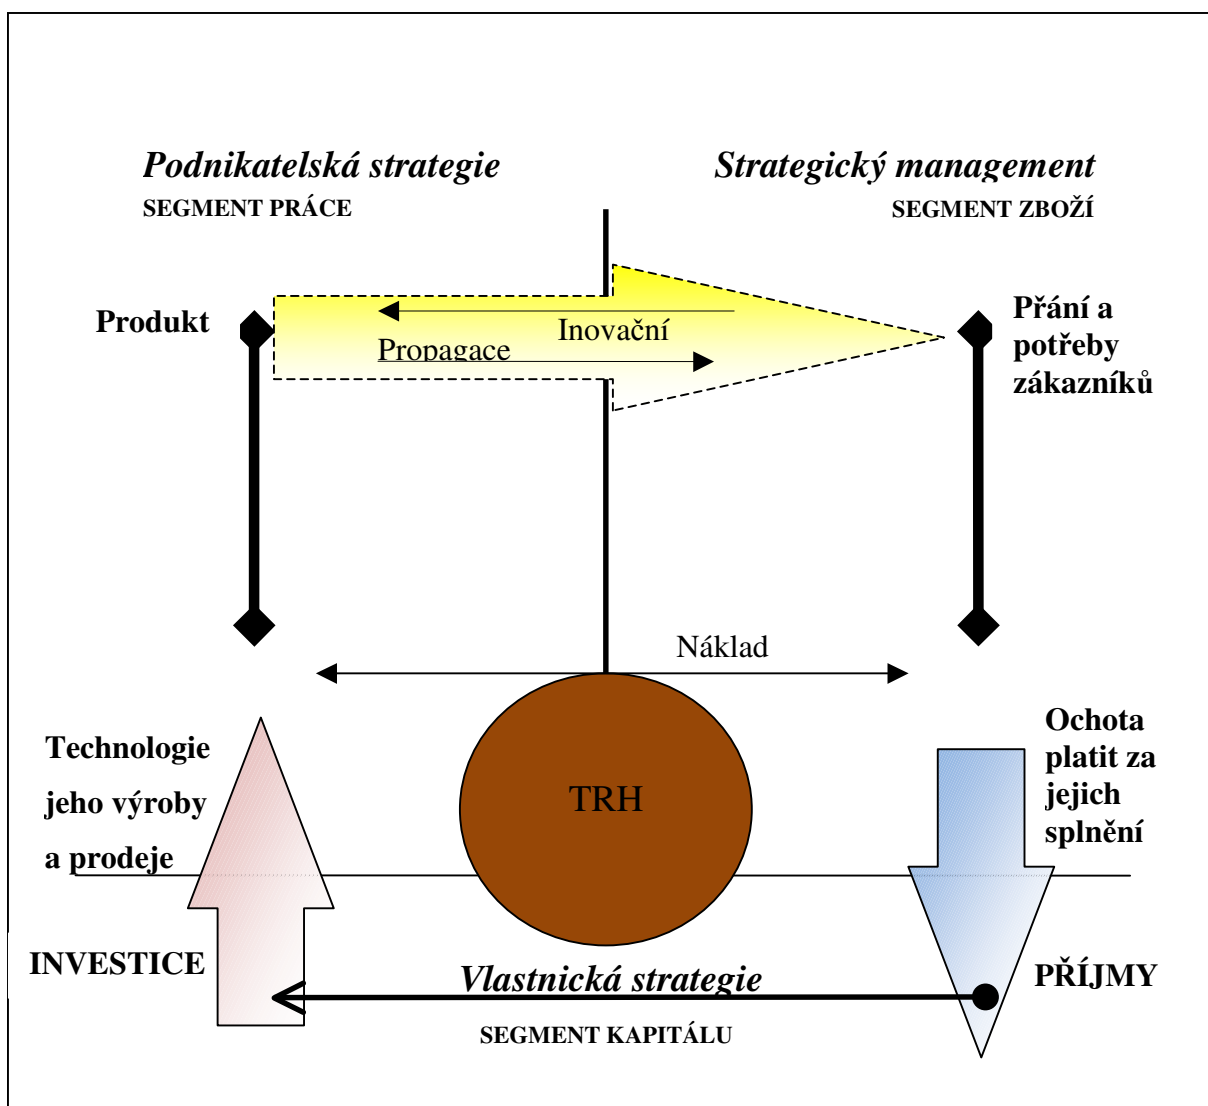 Podnikatelská strategie
SEGMENT PRÁCE
Strategický management
SEGMENT ZBOŽÍ
Produkt
Inovační
Propagace
Přání a
potřeby
zákazníků
Náklad
Technologie
jeho výroby
a prodeje
TRH
Ochota
platit za
jejich
splnění
INVESTICE
Vlastnická strategie
PŘÍJMY
SEGMENT KAPITÁLU